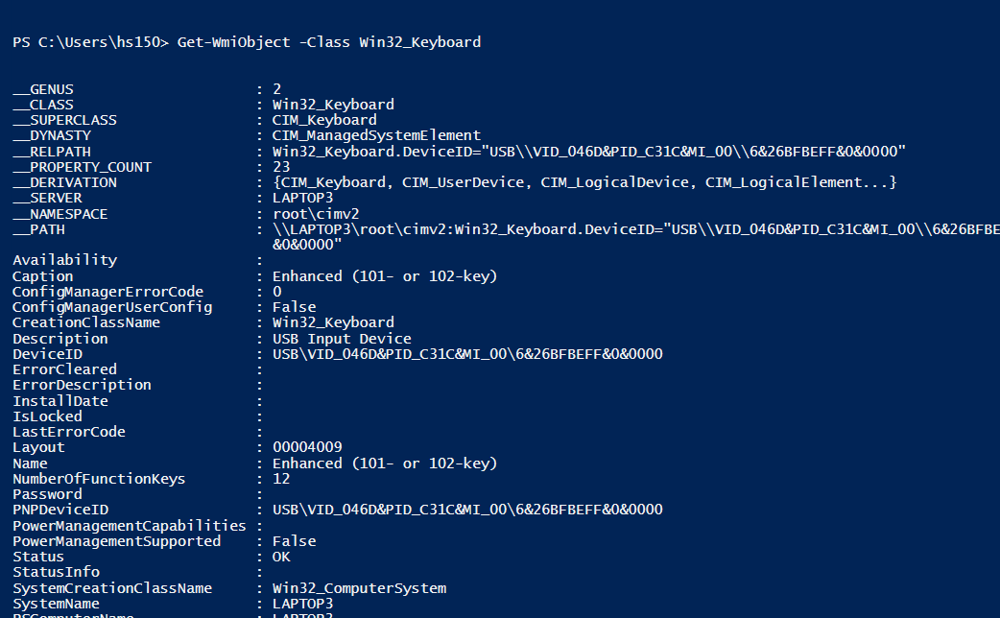 PS C:\Users\hs150> Get-WmiObject -Class Win32_Keyboard
__GENUS : 2
__CLASS : Win32_Keyboard
__SUPERCLASS : CIM_Keyboard
__DYNASTY : CIM_ManagedSystemElement
__RELPATH : Win32_Keyboard.DeviceID="USB\\VID_046D&PID_C31C&MI_00\\6&26BFBEFF&0&0000"
__PROPERTY_COUNT : 23
__DERIVATION : {CIM_Keyboard, CIM_UserDevice, CIM_LogicalDevice, CIM_LogicalElement...}
__SERVER : LAPTOP3
__NAMESPACE : root\cimv2
__PATH : \\LAPTOP3\root\cimv2:Win32_Keyboard.DeviceID="USB\\VID_046D&PID_C31C&MI_00\\6&26BFBE
&0&0000"
Availability :
Caption : Enhanced (101- or 102-key)
ConfigManagerErrorCode : 0
ConfigManagerUserConfig : False
CreationClassName : Win32_Keyboard
Description : USB Input Device
DeviceID : USB\VID_046D&PID_C31C&MI_00\6&26BFBEFF&0&0000
ErrorCleared :
ErrorDescription :
InstallDate :
IsLocked :
LastErrorCode :
Layout : 00004009
Name : Enhanced (101- or 102-key)
NumberOfFunctionKeys : 12
Password :
PNPDeviceID : USB\VID_046D&PID_C31C&MI_00\6&26BFBEFF&0&0000
PowerManagementCapabilities :
PowerManagementSupported : False
Status : OK
StatusInfo :
SystemCreationClassName : Win32_ComputerSystem
SystemName : LAPTOP3
PSComputerName : LAPTOP3